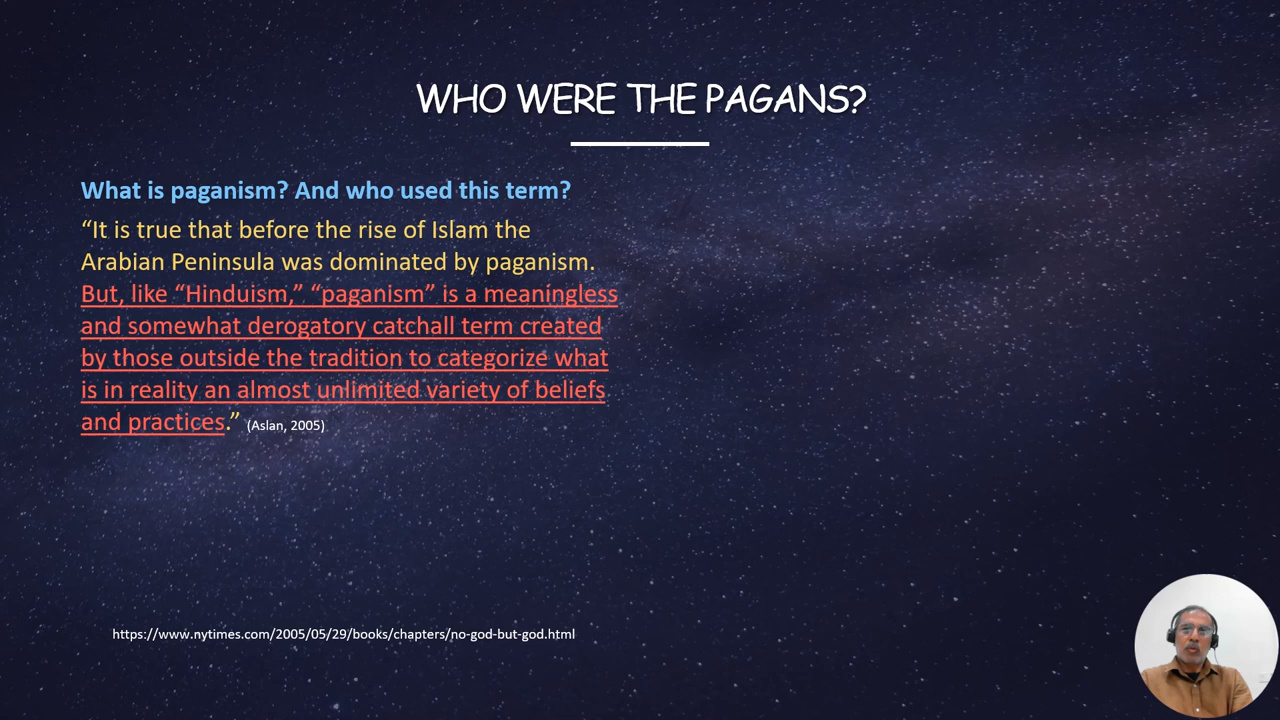 WHO WERE THE PAGANS?
What is paganism? And who used this term?
“It is true that before the rise of Islam the
Arabian Peninsula was dominated by paganism.
But, like “Hinduism,” “paganism” is a meaningless
and somewhat derogatory catchall term created
by those outside the tradition to categorize what
is in reality an almost unlimited variety of beliefs
and practices.” (Aslan, 2005)
https://www.nytimes.com/2005/05/29/books/chapters/no-god-but-god.html